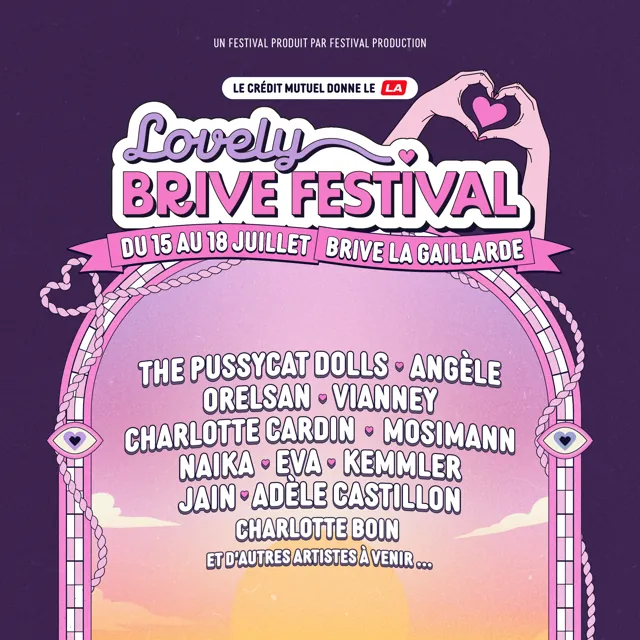 UN FESTIVAL PRODUIT PAR FESTIVAL PRODUCTION
LE CRÉDIT MUTUEL DONNE LE LA
Lovely
BRIVE FESTIVAL
DU 15 AU 18 JUILLET BRIVE LA GAILLARDE
THE PUSSYCAT DOLLS ANGÈLE
ORELSAN VIANNEY
CHARLOTTE CARDIN MOSIMANN
NAIKA EVA KEMMLER
JAIN ADÈLE CASTILLON
CHARLOTTE BOIN
ET D'AUTRES ARTISTES À VENIR ...